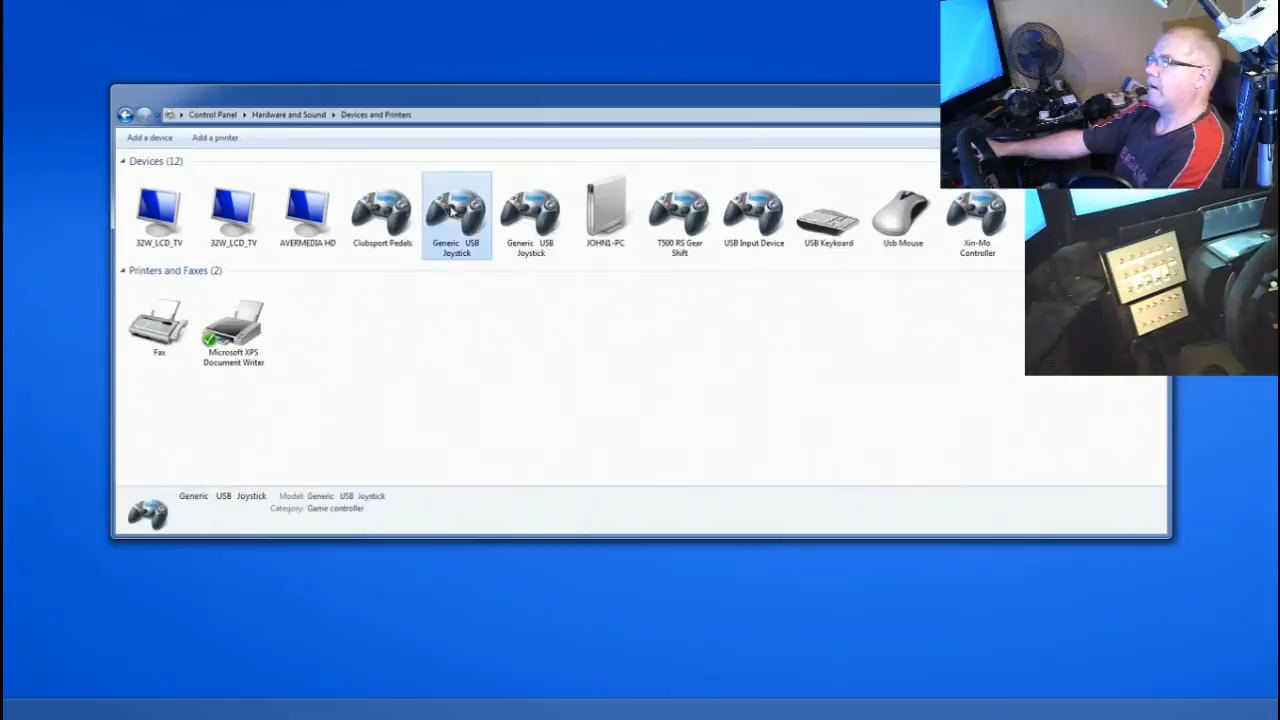 Control Panel Hardware and Sound Devices and Printers
Add a device Add a printer
Devices (12)
32W_LCD_TV
32W_LCD_TV
AVERMEDIA HD
Clubsport Pedals
Generic USB
Joystick
Generic USB
Joystick
JOHN1-PC
T500 RS Gear
Shift
USB Input Device
USB Keyboard
Usb Mouse
Xin-Mo
Controller
Printers and Faxes (2)
Fax
Microsoft XPS
Document Writer
Generic USB Joystick Model: Generic USB Joystick
Category: Game controller